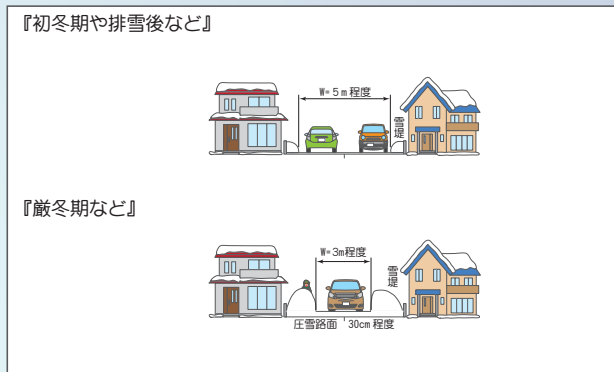 『初冬期や排雪後など』
W=5m程度
雪堤
『厳冬期など』
W=3m程度
雪堤
圧雪路面 30cm程度